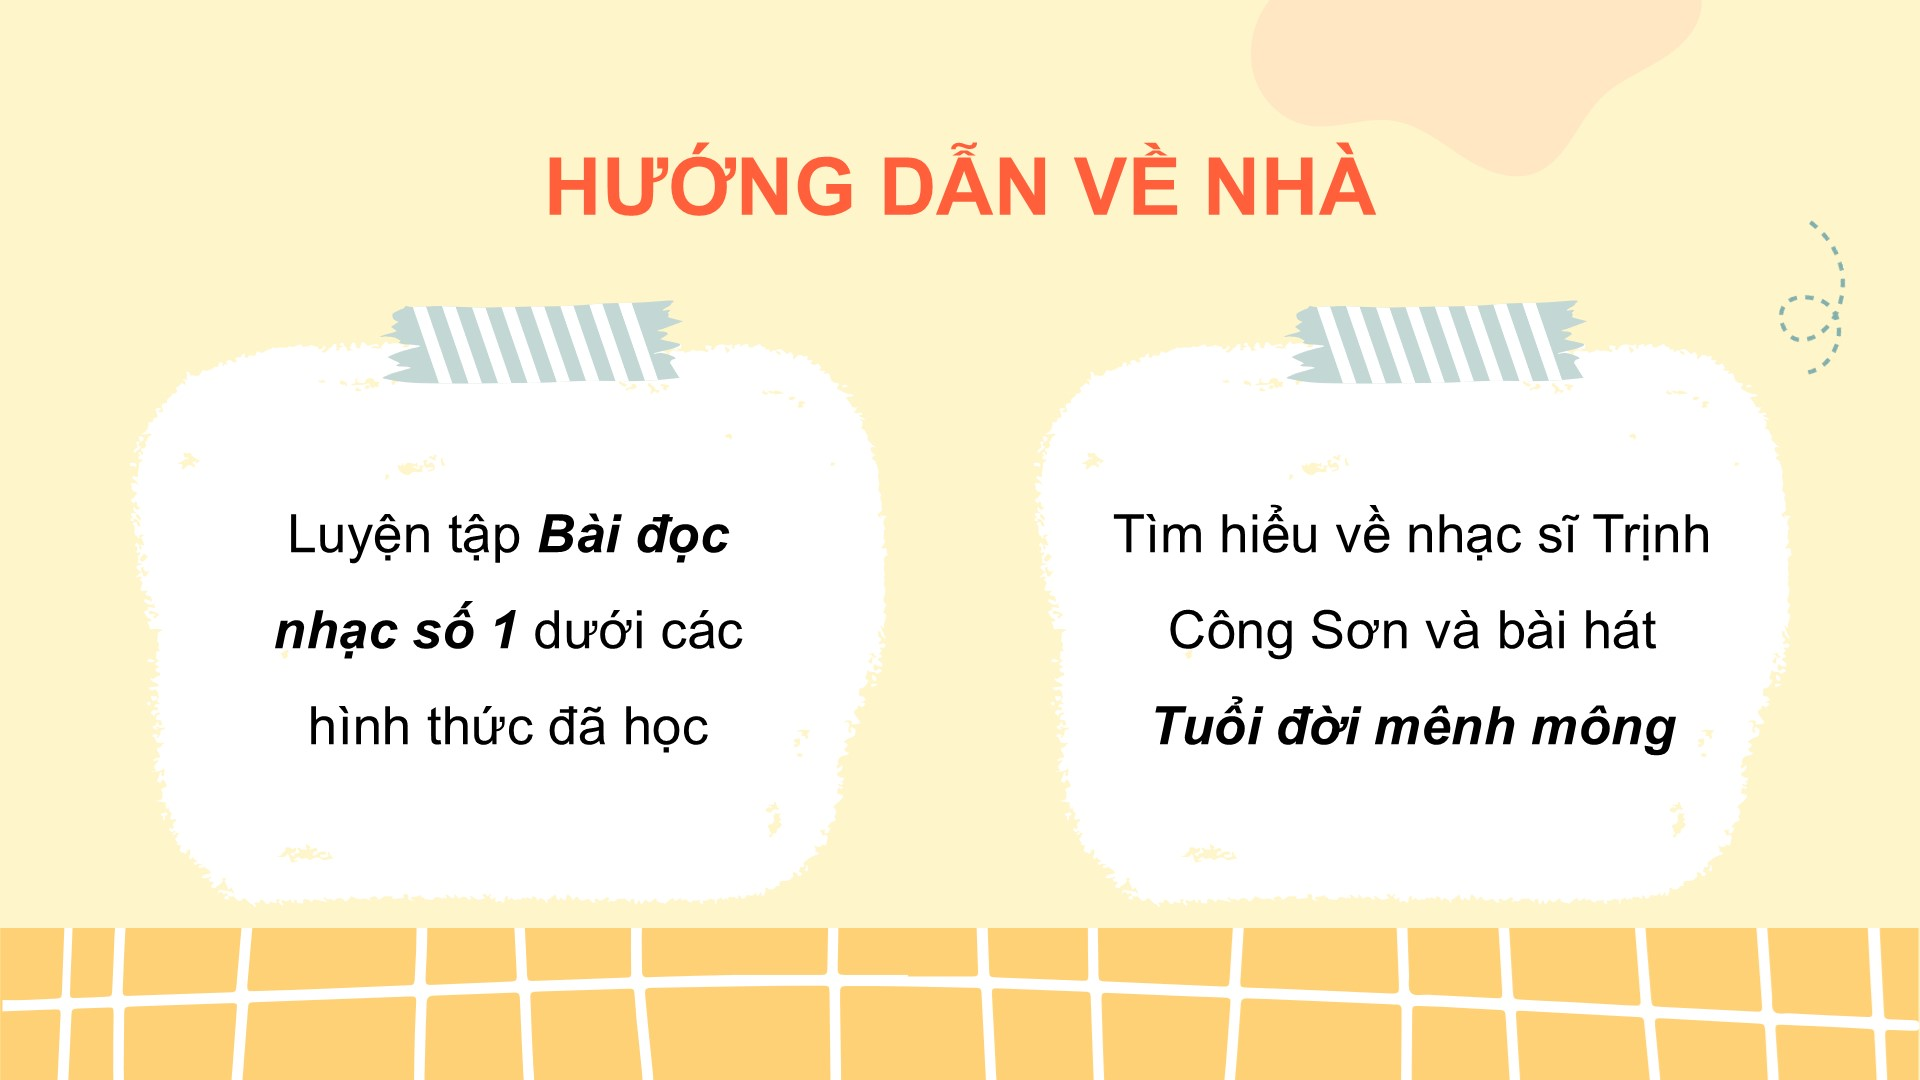 HƯỚNG DẪN VỀ NHÀ
Luyện tập Bài đọc
nhạc số 1 dưới các
hình thức đã học
Tìm hiểu về nhạc sĩ Trịnh
Công Sơn và bài hát
Tuổi đời mênh mông